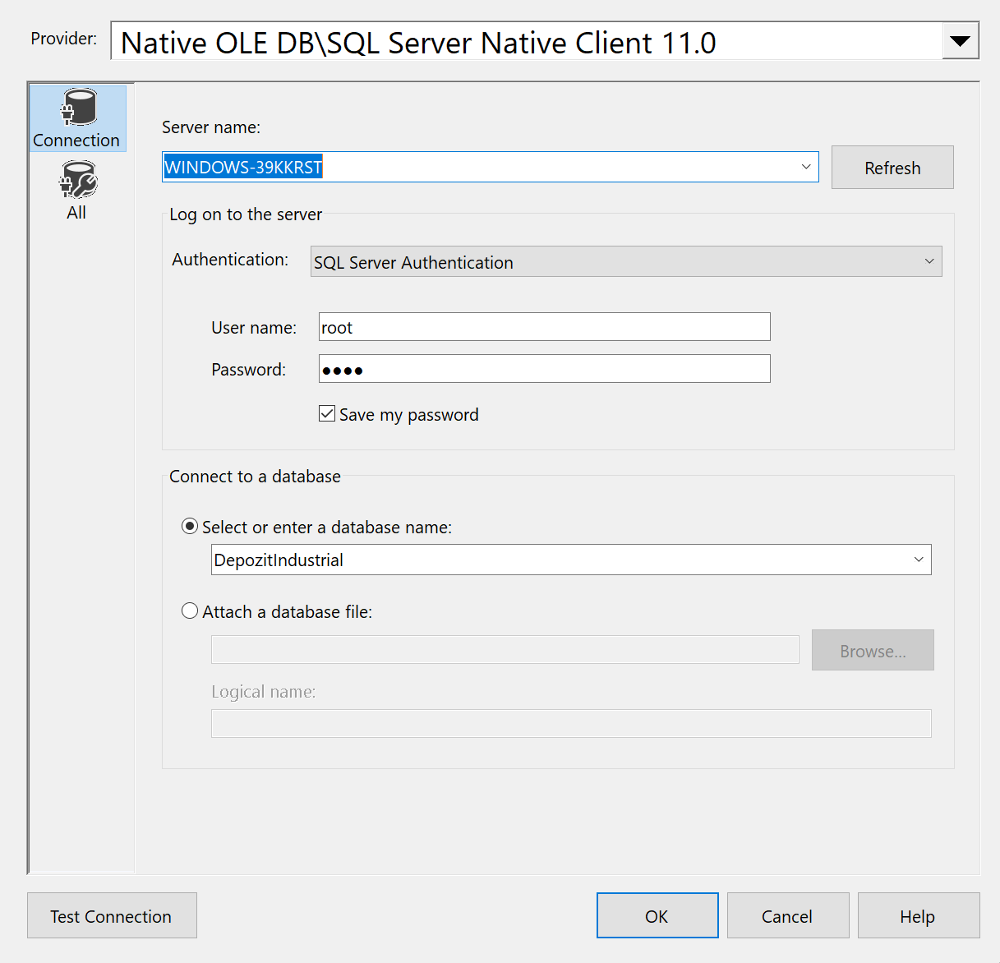 Provider: Native OLE DB\SQL Server Native Client 11.0
Connection
All
Server name:
WINDOWS-39KKRST
Refresh
Log on to the server
Authentication: SQL Server Authentication
User name: root
Password: ●●●●
Save my password
Connect to a database
Select or enter a database name:
DepozitIndustrial
Attach a database file:
Browse...
Logical name:
Test Connection
OK
Cancel
Help